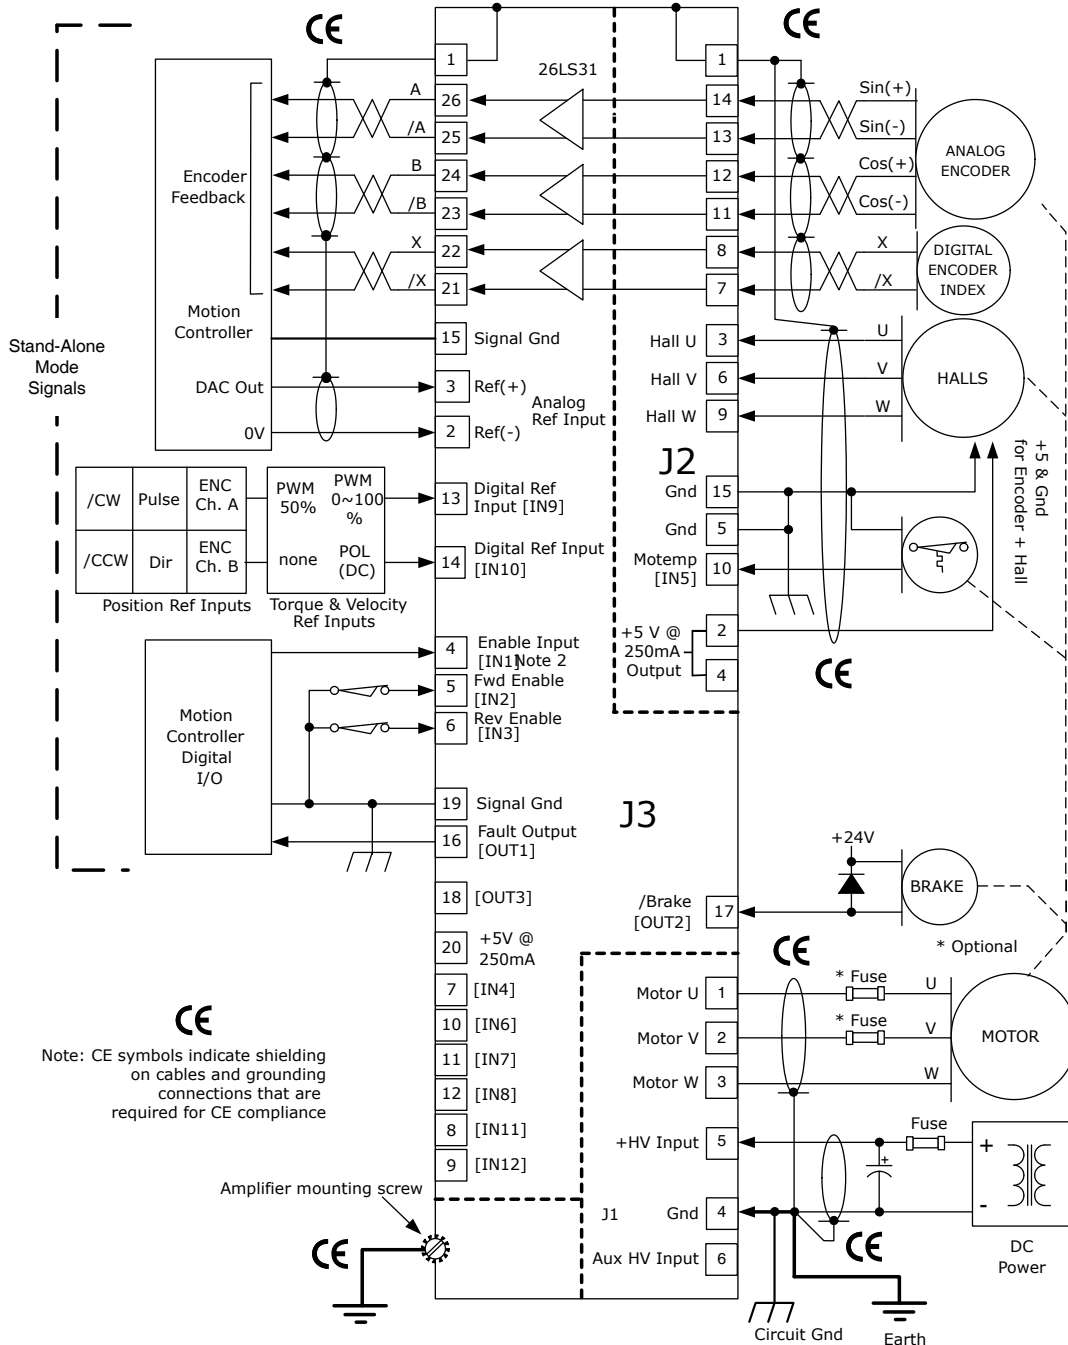 CE
CE
Stand-Alone
Mode
Signals
Encoder
Feedback
Motion
Controller
DAC Out
0V
A
/A
B
/B
X
/X
1
26
25
24
23
22
21
15 Signal Gnd
3 Ref(+)
Analog
Ref Input
2 Ref(-)
26LS31
1
14
13
12
11
8
7
Sin(+)
Sin(-)
Cos(+)
Cos(-)
X
/X
ANALOG
ENCODER
DIGITAL
ENCODER
INDEX
Hall U 3 U
Hall V 6 V
Hall W 9 W
HALLS
J2
Gnd 15
Gnd 5
Motemp
[IN5]
10
+5 V @
250mA
Output
2
4
+5 & Gnd
for Encoder + Hall
CE
/CW Pulse ENC
Ch. A
/CCW Dir ENC
Ch. B
Position Ref Inputs
PWM
50%
PWM
0~100
%
none
POL
(DC)
Torque & Velocity
Ref Inputs
13 Digital Ref
Input [IN9]
14 Digital Ref Input
[IN10]
Motion
Controller
Digital
I/O
4 Enable Input
[IN1] Note 2
5 Fwd Enable
[IN2]
6 Rev Enable
[IN3]
19 Signal Gnd
16 Fault Output
[OUT1]
18 [OUT3]
20 +5V @
250mA
7 [IN4]
10 [IN6]
11 [IN7]
12 [IN8]
8 [IN11]
9 [IN12]
J3
/Brake
[OUT2]
17
+24V
BRAKE
* Optional
CE
Motor U 1 * Fuse U
Motor V 2 * Fuse V
Motor W 3 W
MOTOR
+HV Input 5 Fuse
+
+
-
DC
Power
J1
Gnd 4
Aux HV Input 6
CE
Circuit Gnd
Earth
CE
Note: CE symbols indicate shielding
on cables and grounding
connections that are
required for CE compliance
Amplifier mounting screw
CE